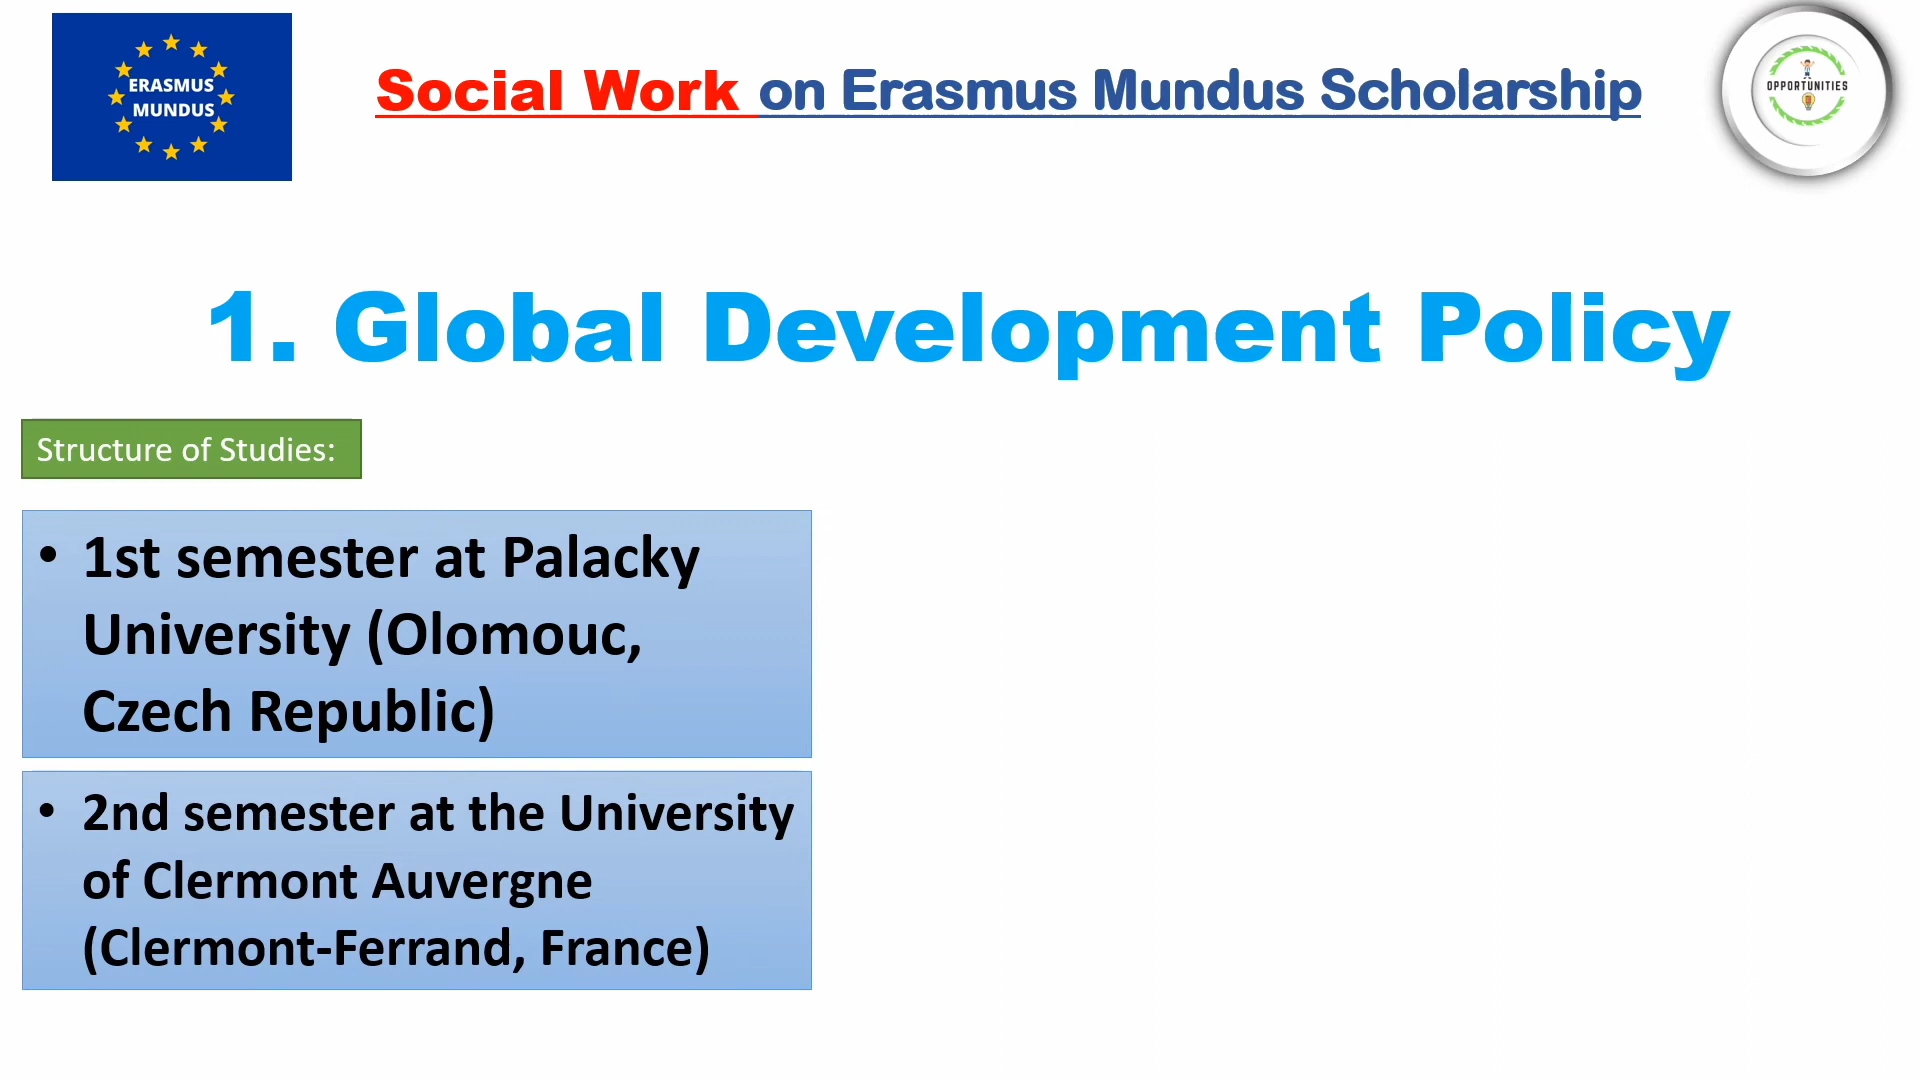 ERASMUS
MUNDUS
Social Work on Erasmus Mundus Scholarship
OPPORTUNITIES
1. Global Development Policy
Structure of Studies:
• 1st semester at Palacky
University (Olomouc,
Czech Republic)
• 2nd semester at the University
of Clermont Auvergne
(Clermont-Ferrand, France)